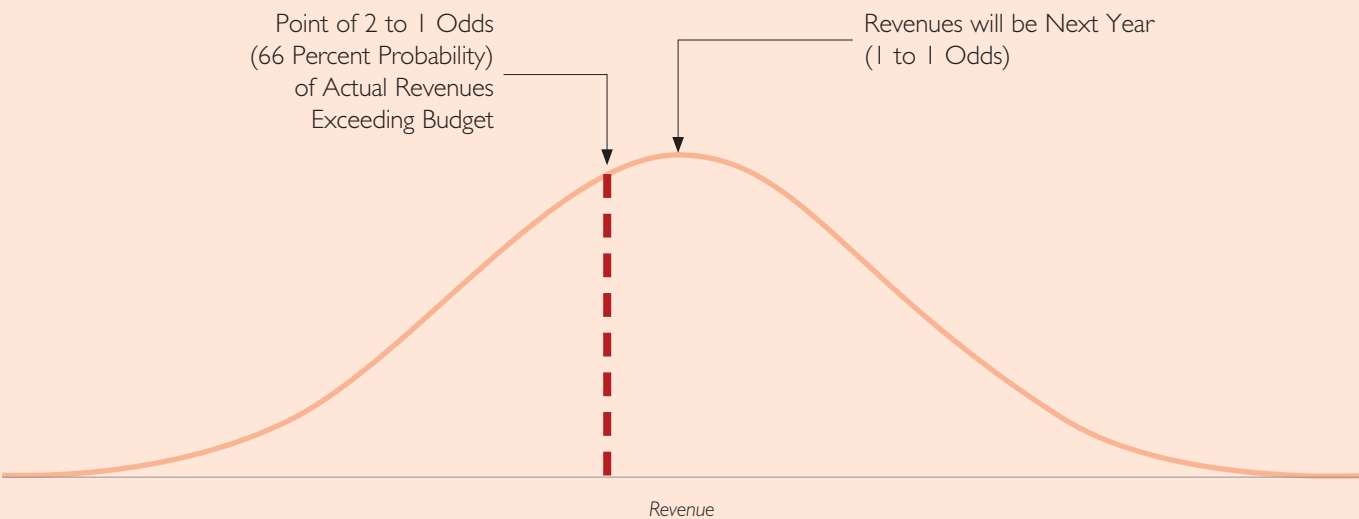 Point of 2 to 1 Odds
(66 Percent Probability)
of Actual Revenues
Exceeding Budget
Revenues will be Next Year
(1 to 1 Odds)
Revenue